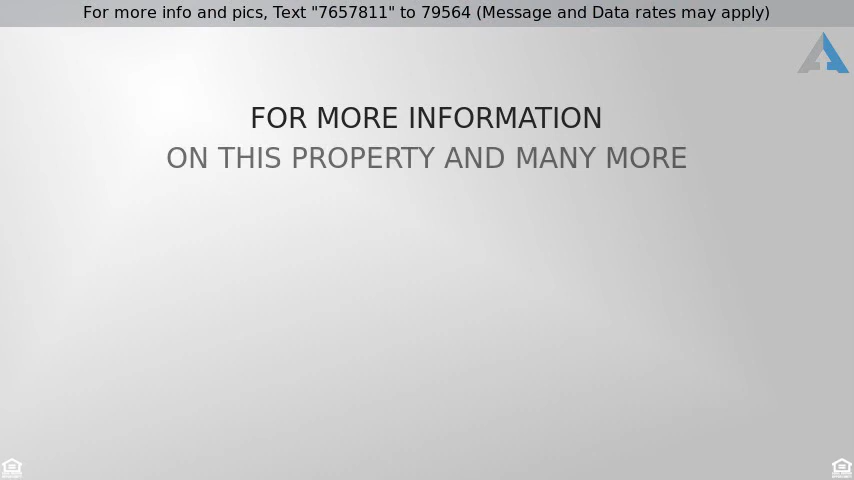 For more info and pics, Text "7657811" to 79564 (Message and Data rates may apply)
FOR MORE INFORMATION
ON THIS PROPERTY AND MANY MORE